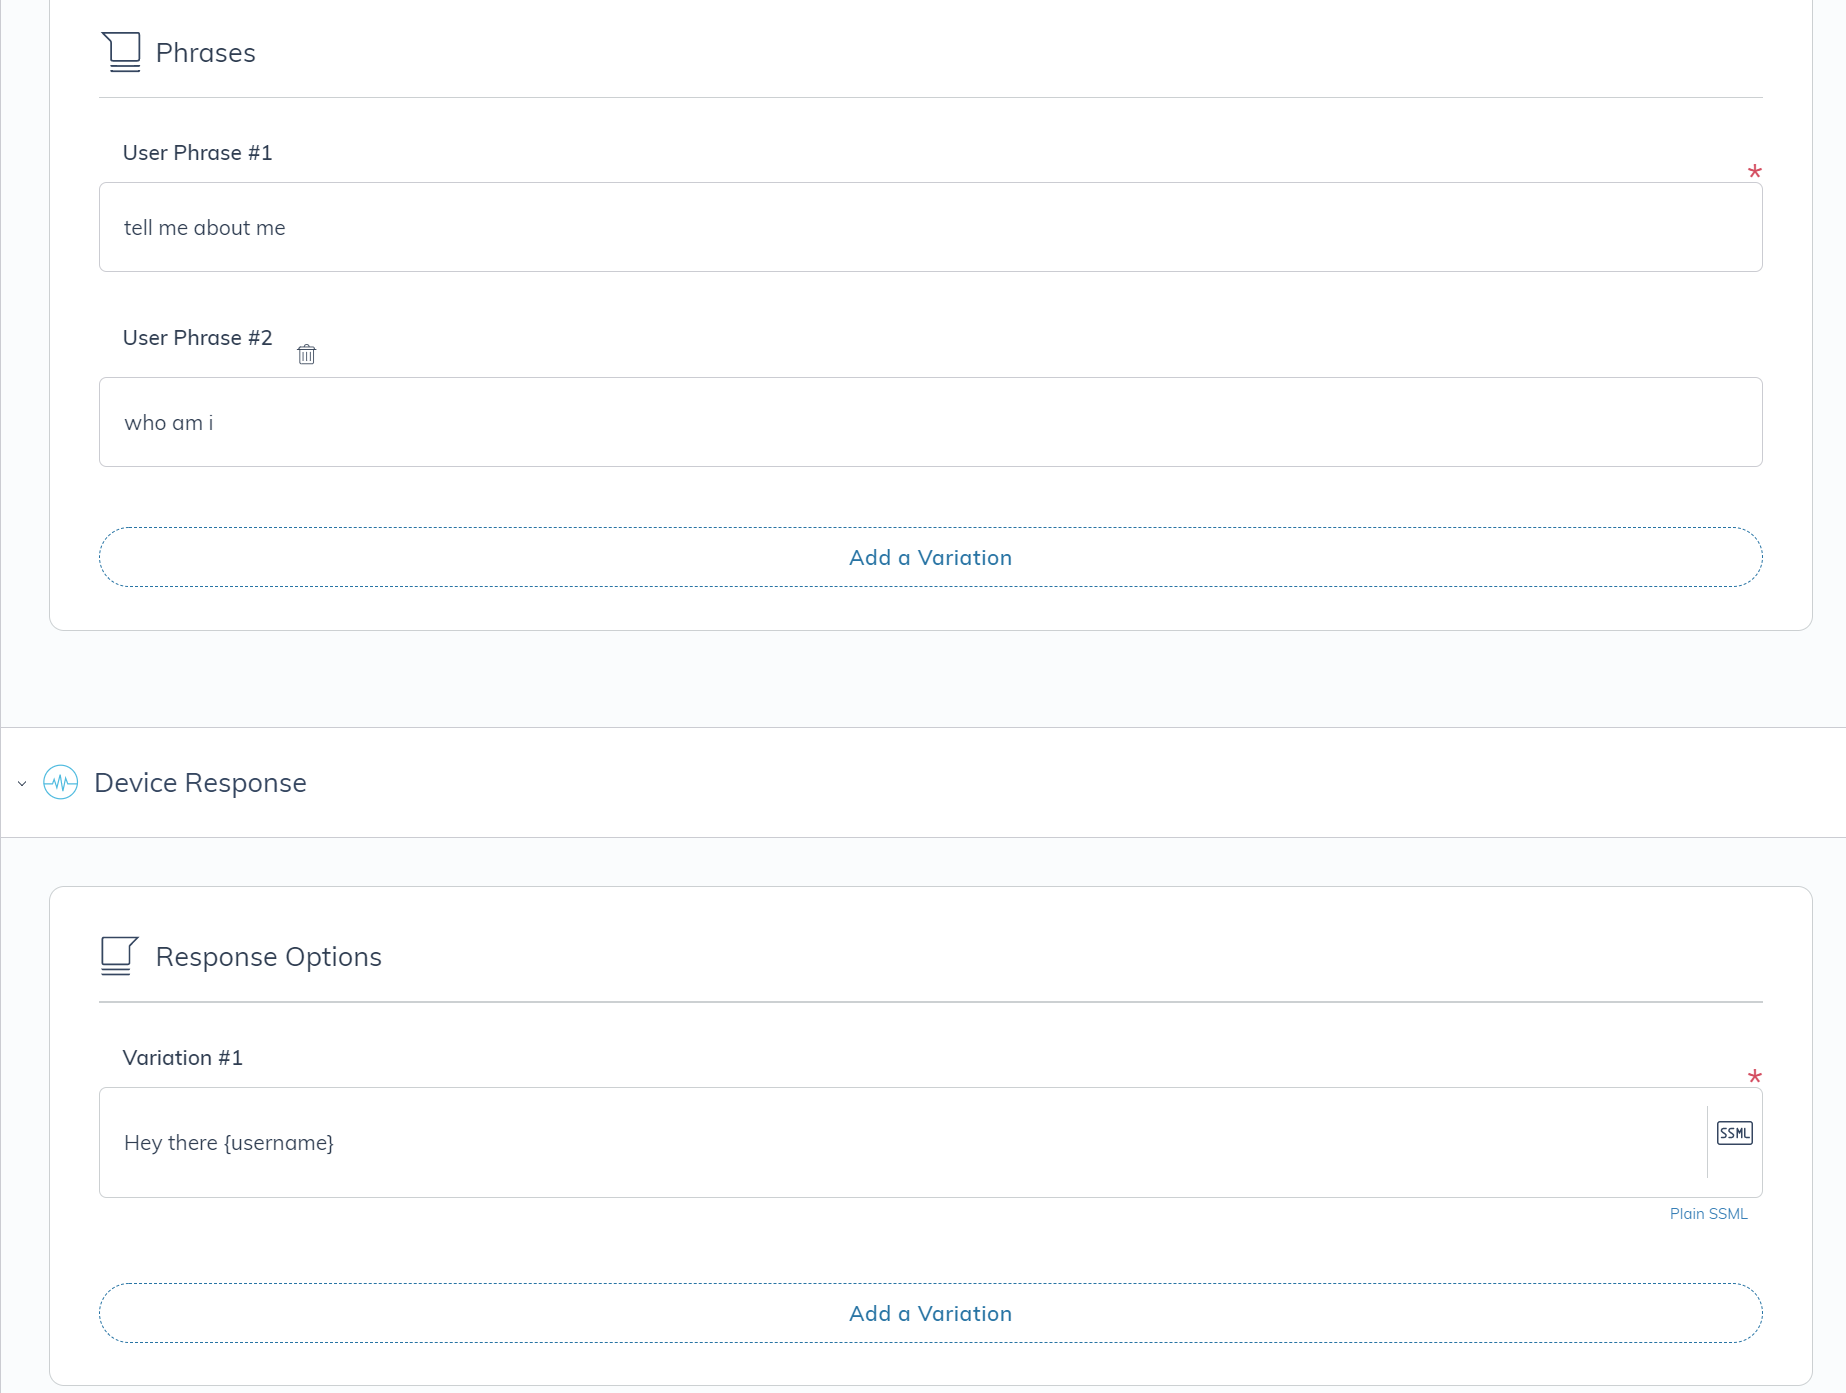 Phrases
User Phrase #1
*
tell me about me
User Phrase #2
who am i
Add a Variation
Device Response
Response Options
Variation #1
*
Hey there {username}
SSML
Plain SSML
Add a Variation